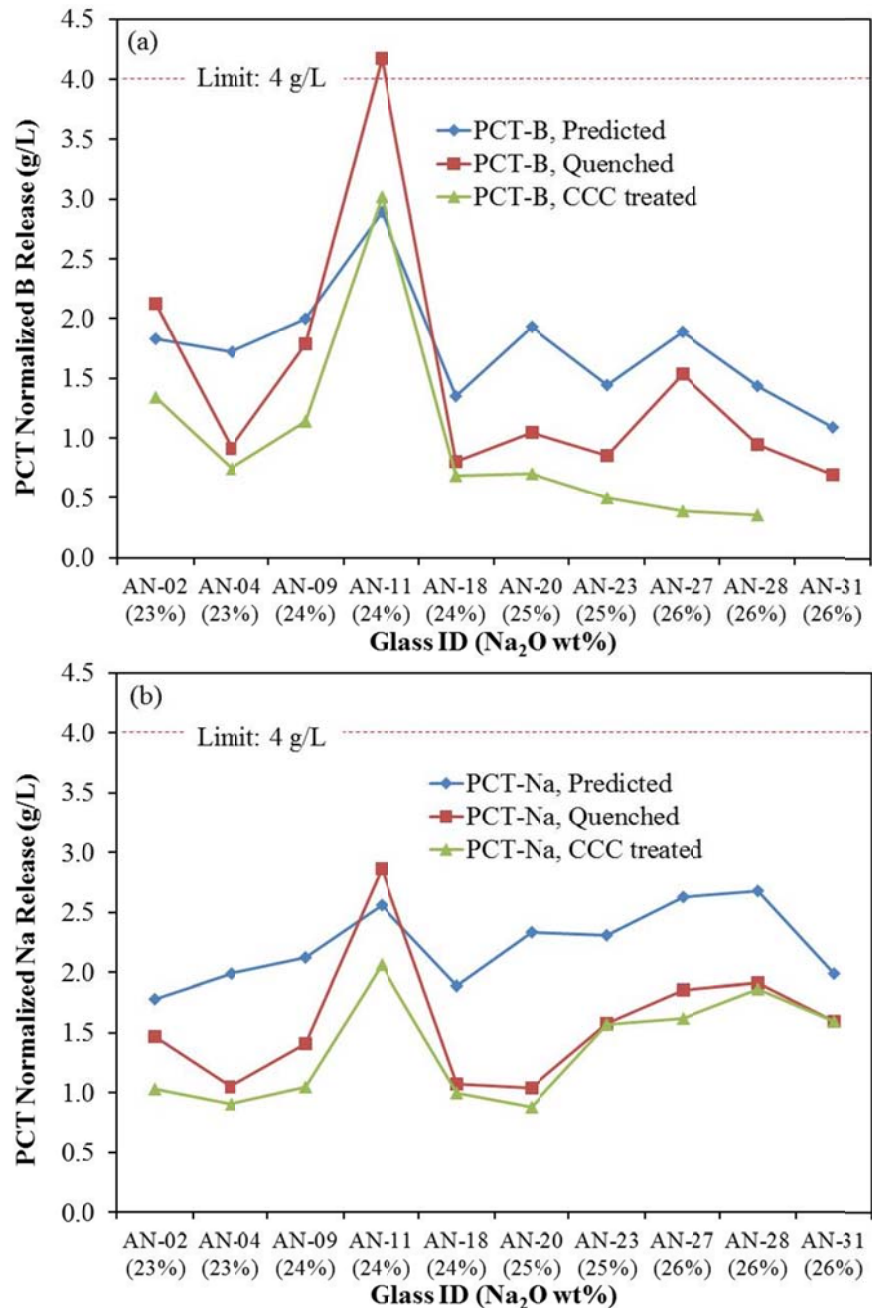 (a)
PCT Normalized B Release (g/L)
4.5
4.0
3.5
3.0
2.5
2.0
1.5
1.0
0.5
0.0
Limit: 4 g/L
PCT-B, Predicted
PCT-B, Quenched
PCT-B, CCC treated
AN-02 AN-04 AN-09 AN-11 AN-18 AN-20 AN-23 AN-27 AN-28 AN-31
(23%) (23%) (24%) (24%) (24%) (25%) (25%) (26%) (26%) (26%)
Glass ID (Na₂O wt%)
(b)
PCT Normalized Na Release (g/L)
4.5
4.0
3.5
3.0
2.5
2.0
1.5
1.0
0.5
0.0
Limit: 4 g/L
PCT-Na, Predicted
PCT-Na, Quenched
PCT-Na, CCC treated
AN-02 AN-04 AN-09 AN-11 AN-18 AN-20 AN-23 AN-27 AN-28 AN-31
(23%) (23%) (24%) (24%) (24%) (25%) (25%) (26%) (26%) (26%)
Glass ID (Na₂O wt%)